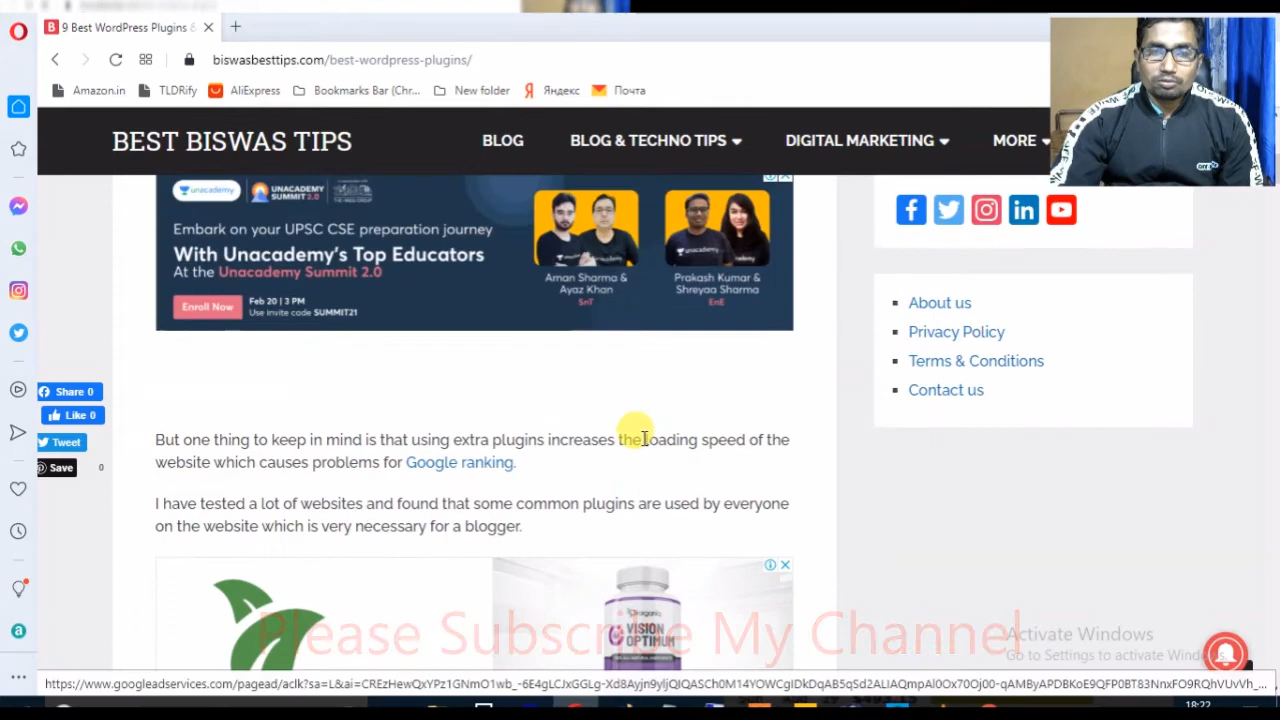 9 Best WordPress Plugins &
biswasbesttips.com/best-wordpress-plugins/
Amazon.in
TLDRify
AliExpress
Bookmarks Bar (Chr...
New folder
Яндекс
Почта
BEST BISWAS TIPS
BLOG
BLOG & TECHNO TIPS
DIGITAL MARKETING
MORE
unacademy
UNACADEMY
SUMMIT 2.0
Embark on your UPSC CSE preparation journey
With Unacademy's Top Educators
At the Unacademy Summit 2.0
Enroll Now
Feb 20 | 3 PM
Use invite code SUMMIT21
Aman Sharma &
Ayaz Khan
SnT
Prakash Kumar &
Shreyaa Sharma
EnE
About us
Privacy Policy
Terms & Conditions
Contact us
Share 0
Like 0
Tweet
Save
0
But one thing to keep in mind is that using extra plugins increases the loading speed of the
website which causes problems for Google ranking.
I have tested a lot of websites and found that some common plugins are used by everyone
on the website which is very necessary for a blogger.
VISION
OPTIMUM
Please Subscribe My Channel
Activate Windows
Go to Settings to activate Windows.
18:22